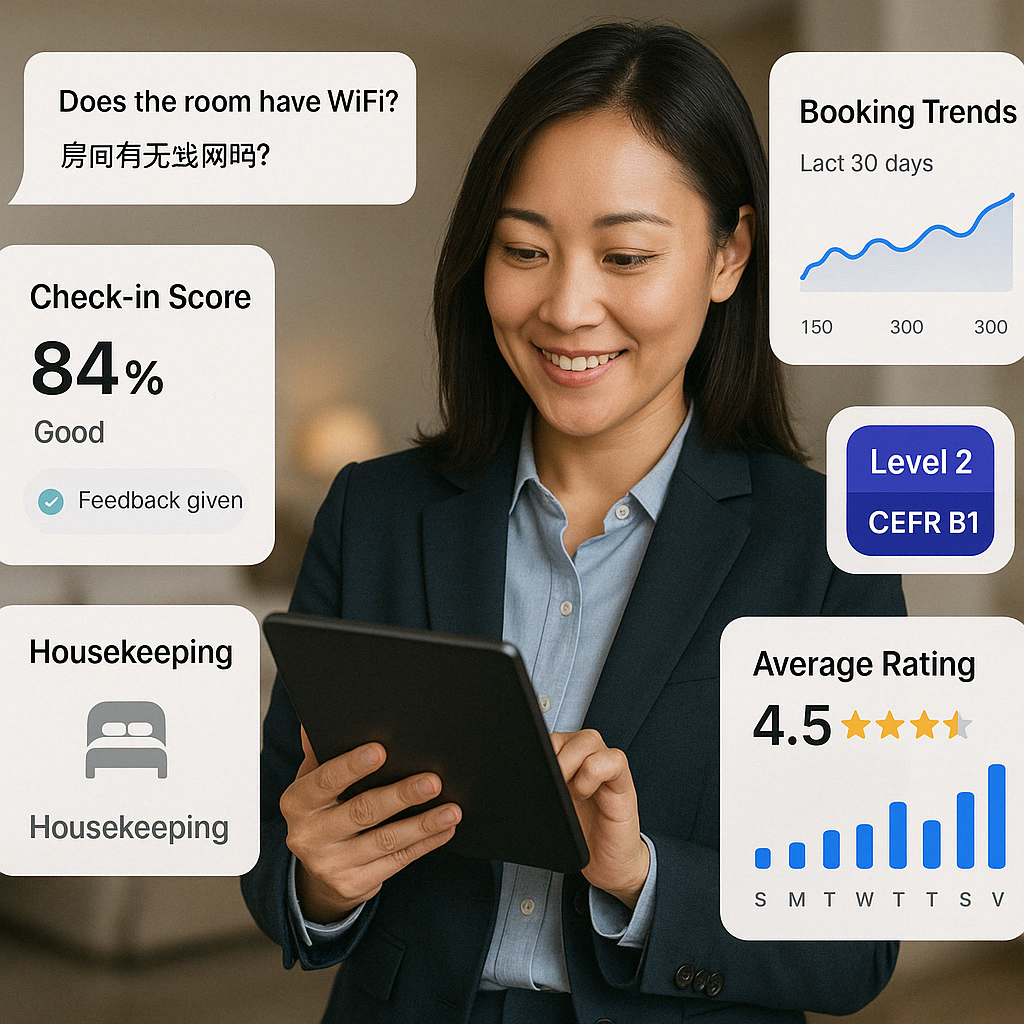 Does the room have WiFi?
房间有无线网吗?
Check-in Score
84%
Good
Feedback given
Housekeeping
Housekeeping
Booking Trends
Lact 30 days
150 300 300
Level 2
CEFR B1
Average Rating
4.5
S M T W T T S V